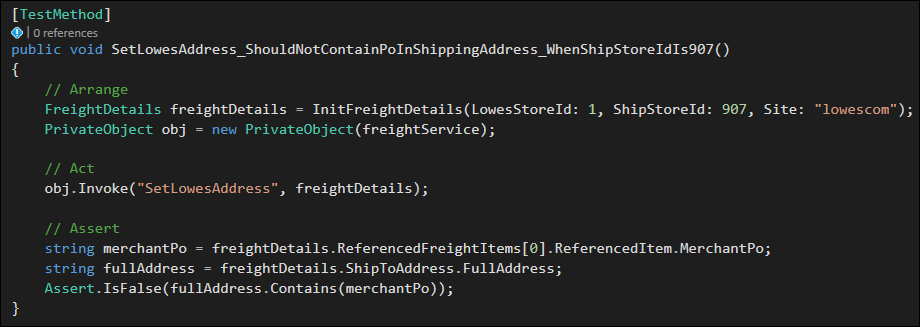 [TestMethod]
| 0 references
public void SetLowesAddress_ShouldNotContainPoInShippingAddress_WhenShipStoreIdIs907()
{
// Arrange
FreightDetails freightDetails = InitFreightDetails(LowesStoreId: 1, ShipStoreId: 907, Site: "lowescom");
PrivateObject obj = new PrivateObject(freightService);
// Act
obj.Invoke("SetLowesAddress", freightDetails);
// Assert
string merchantPo = freightDetails.ReferencedFreightItems[0].ReferencedItem.MerchantPo;
string fullAddress = freightDetails.ShipToAddress.FullAddress;
Assert.IsFalse(fullAddress.Contains(merchantPo));
}